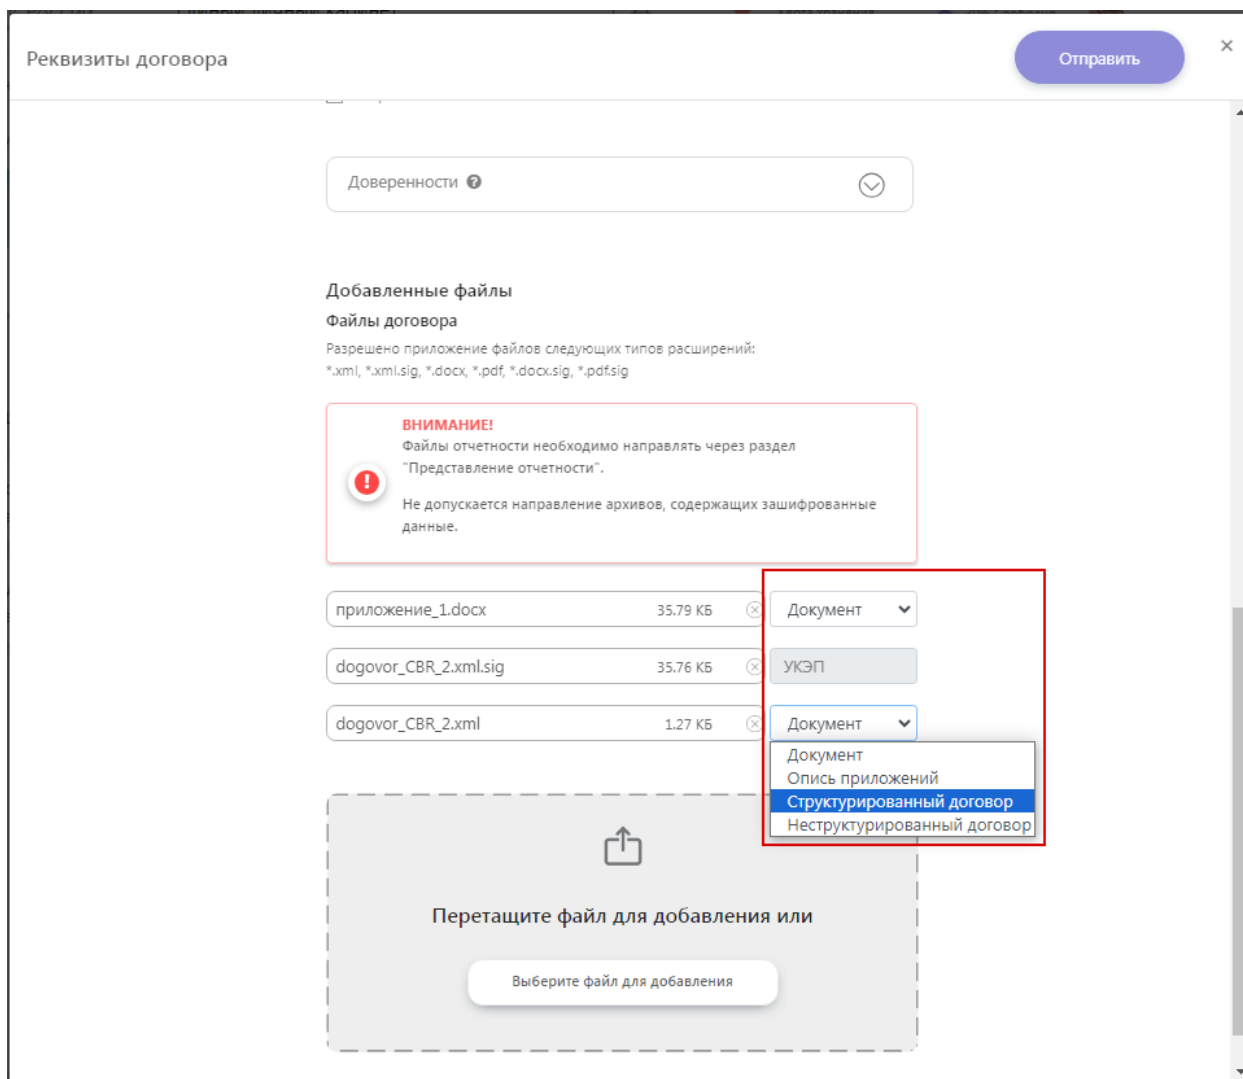 Реквизиты договора
Отправить
Доверенности
Добавленные файлы
Файлы договора
Разрешено приложение файлов следующих типов расширений:
*.xml, *.xml.sig, *.docx, *.pdf, *.docx.sig, *.pdf.sig
ВНИМАНИЕ!
Файлы отчетности необходимо направлять через раздел
"Представление отчетности".
Не допускается направление архивов, содержащих зашифрованные
данные.
приложение_1.docx 35.79 КБ Документ
dogovor_CBR_2.xml.sig 35.76 КБ УКЭП
dogovor_CBR_2.xml 1.27 КБ Документ
Документ
Опись приложений
Структурированный договор
Неструктурированный договор
Перетащите файл для добавления или
Выберите файл для добавления